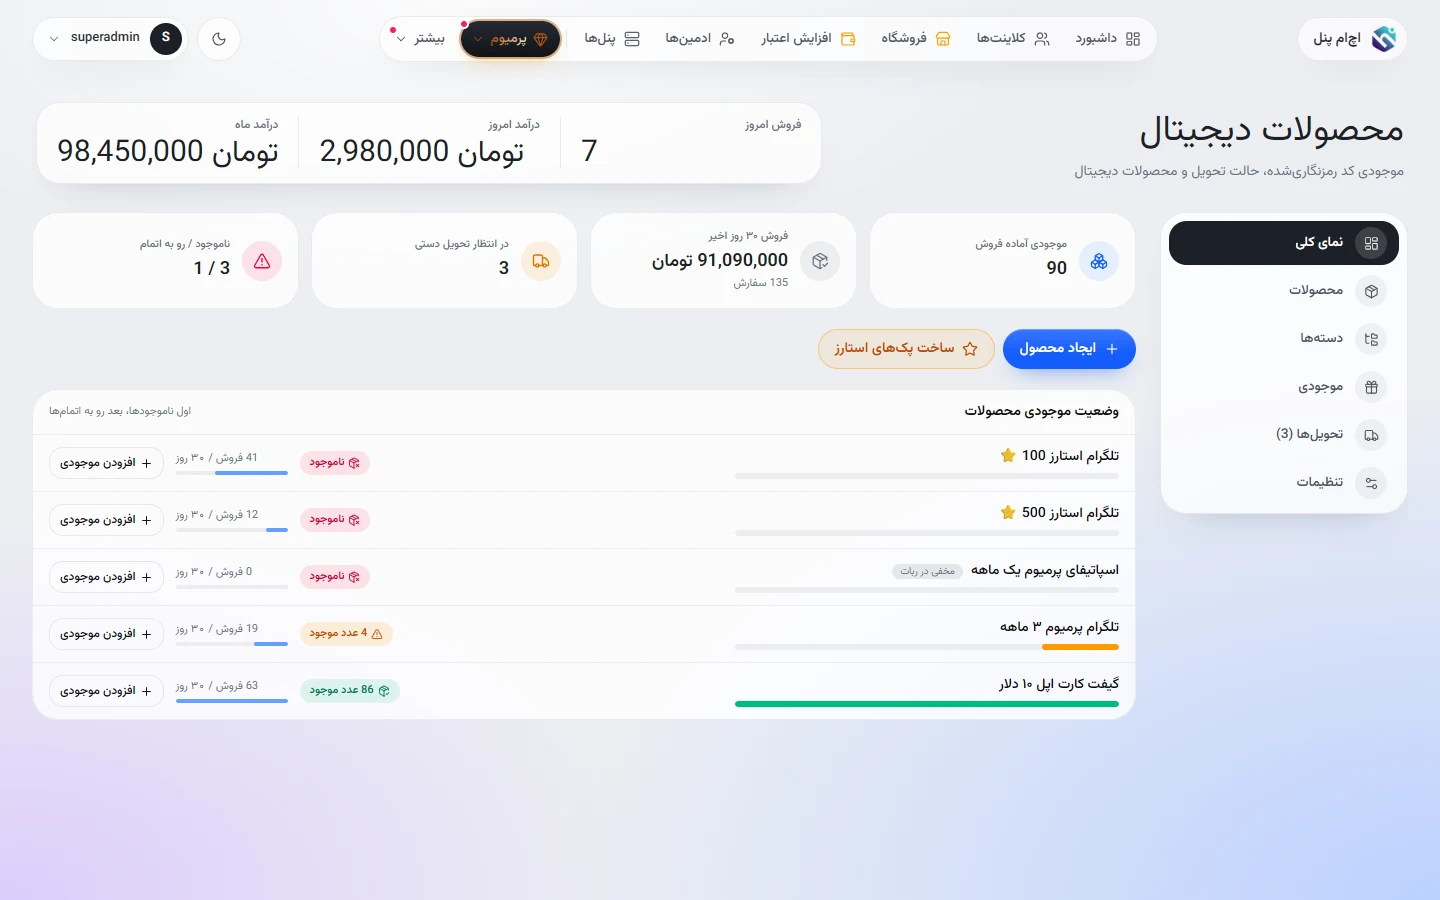 اچ‌ام پنل
داشبورد
کلاینت‌ها
فروشگاه
افزایش اعتبار
ادمین‌ها
پنل‌ها
پرمیوم
بیشتر
S
superadmin
محصولات دیجیتال
موجودی کد رمزنگاری‌شده، حالت تحویل و محصولات دیجیتال
فروش امروز
7
درآمد امروز
2,980,000 تومان
درآمد ماه
98,450,000 تومان
نمای کلی
محصولات
دسته‌ها
موجودی
تحویل‌ها (3)
تنظیمات
موجودی آماده فروش
90
فروش ۳۰ روز اخیر
91,090,000 تومان
135 سفارش
در انتظار تحویل دستی
3
ناموجود / رو به اتمام
3 / 1
ایجاد محصول
ساخت پک‌های استارز
وضعیت موجودی محصولات
اول ناموجودها، بعد رو به اتمام‌ها
تلگرام استارز 100 ⭐
ناموجود
41 فروش / ۳۰ روز
افزودن موجودی
تلگرام استارز 500 ⭐
ناموجود
12 فروش / ۳۰ روز
افزودن موجودی
اسپاتیفای پرمیوم یک ماهه
مخفی در ربات
ناموجود
0 فروش / ۳۰ روز
افزودن موجودی
تلگرام پرمیوم ۳ ماهه
4 عدد موجود
19 فروش / ۳۰ روز
افزودن موجودی
گیفت کارت اپل ۱۰ دلار
86 عدد موجود
63 فروش / ۳۰ روز
افزودن موجودی